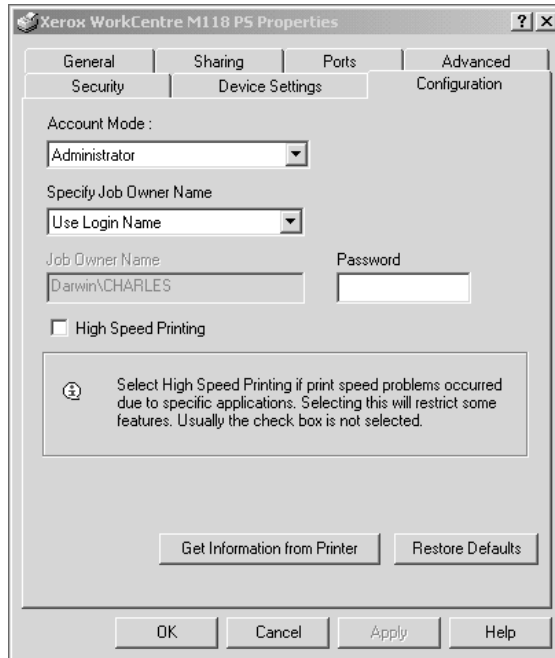 Xerox WorkCentre M118 PS Properties
General Sharing Ports Advanced
Security Device Settings Configuration
Account Mode :
Administrator
Specify Job Owner Name
Use Login Name
Job Owner Name Password
Darwin\CHARLES
High Speed Printing
Select High Speed Printing if print speed problems occurred
due to specific applications. Selecting this will restrict some
features. Usually the check box is not selected.
Get Information from Printer Restore Defaults
OK Cancel Apply Help